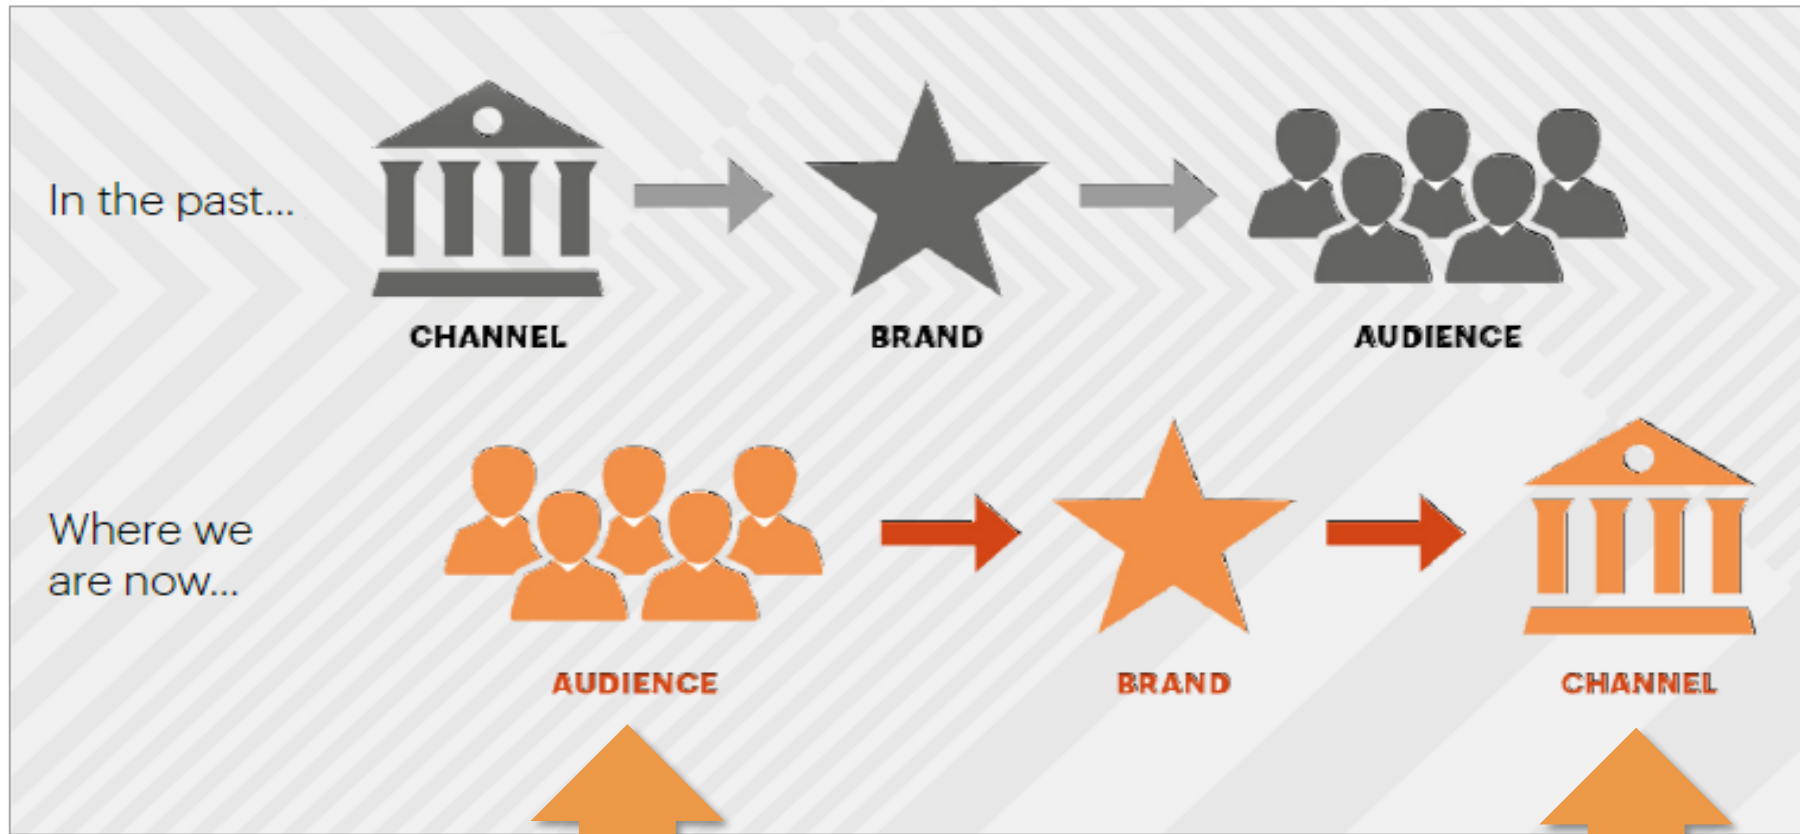 In the past...
CHANNEL
BRAND
AUDIENCE
Where we
are now...
AUDIENCE
BRAND
CHANNEL